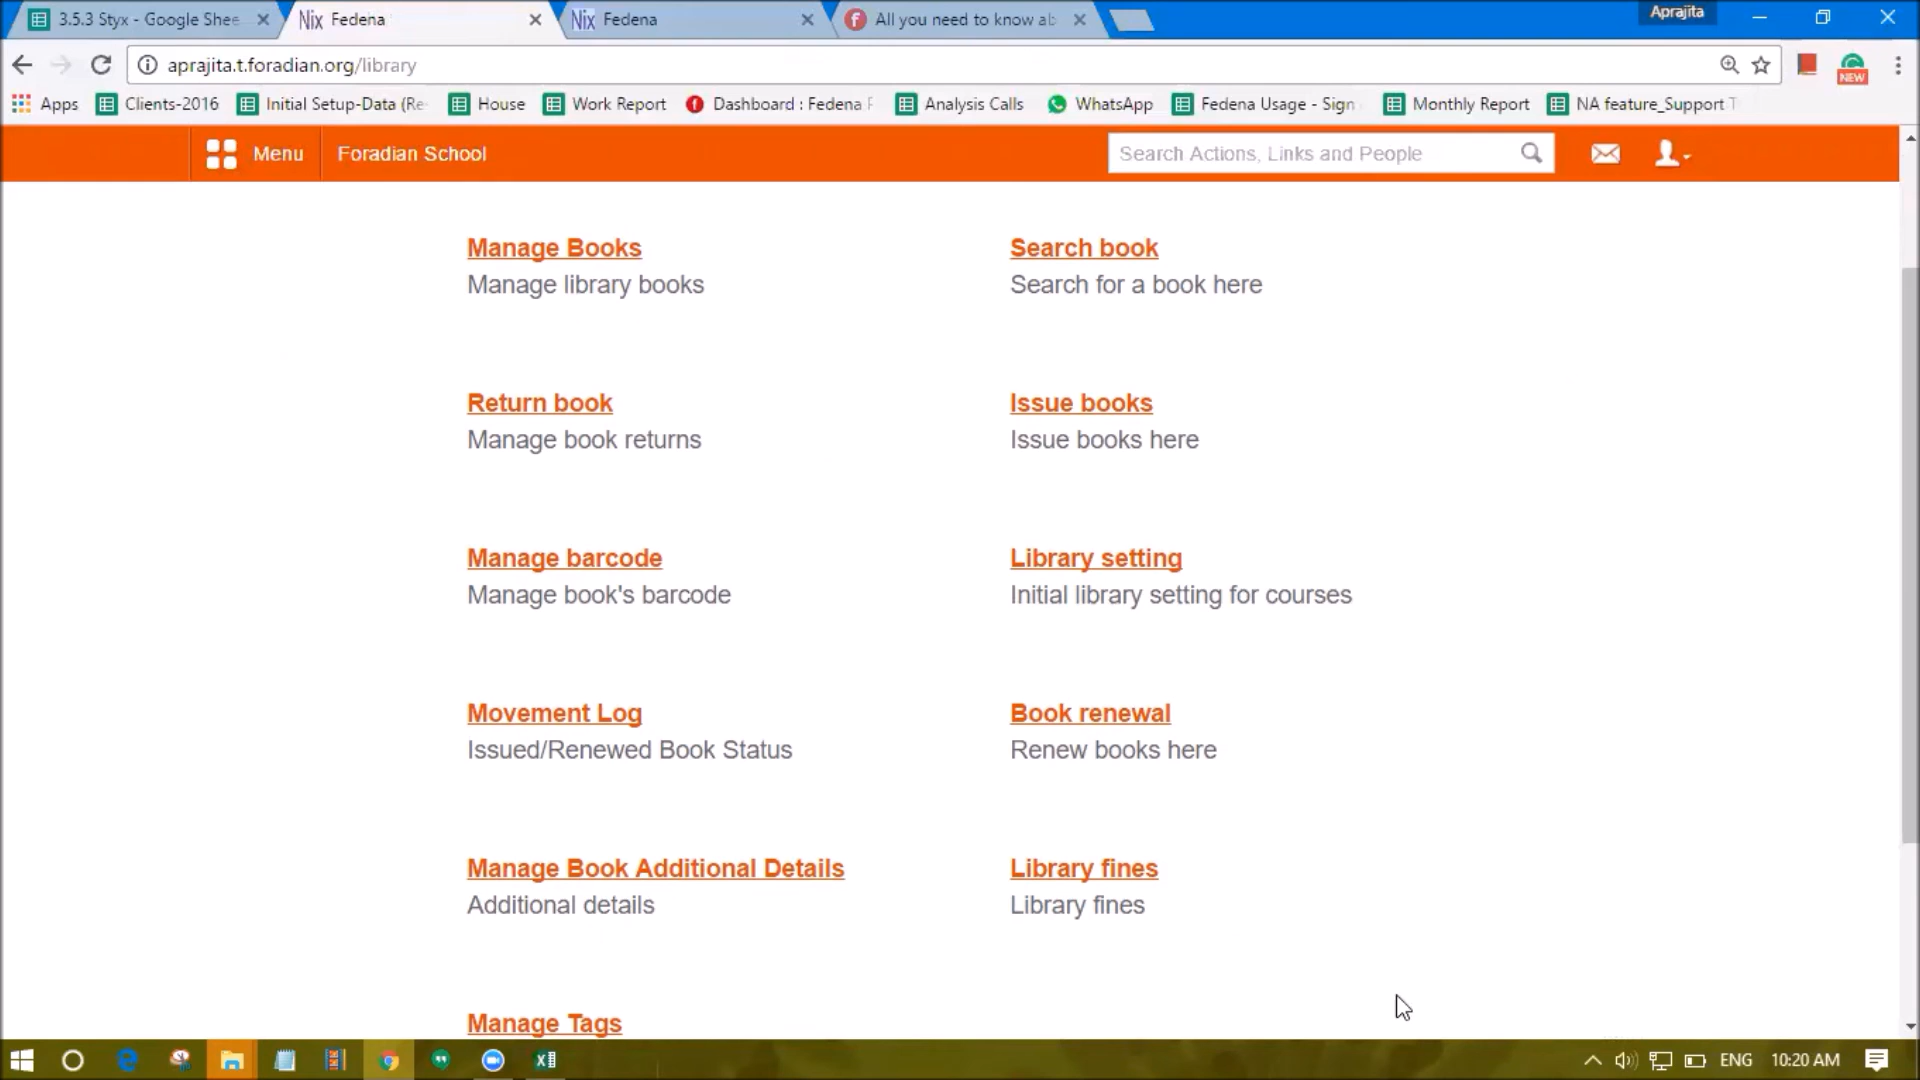 3.5.3 Styx - Google Shee
Nix Fedena
Nix Fedena
All you need to know ab
Aprajita
aprajita.t.foradian.org/library
NEW
Apps
Clients-2016
Initial Setup-Data (Re
House
Work Report
Dashboard : Fedena
Analysis Calls
WhatsApp
Fedena Usage - Sign
Monthly Report
NA feature_Support T
Menu
Foradian School
Search Actions, Links and People
Manage Books
Manage library books
Search book
Search for a book here
Return book
Manage book returns
Issue books
Issue books here
Manage barcode
Manage book's barcode
Library setting
Initial library setting for courses
Movement Log
Issued/Renewed Book Status
Book renewal
Renew books here
Manage Book Additional Details
Additional details
Library fines
Library fines
Manage Tags
ENG
10:20 AM